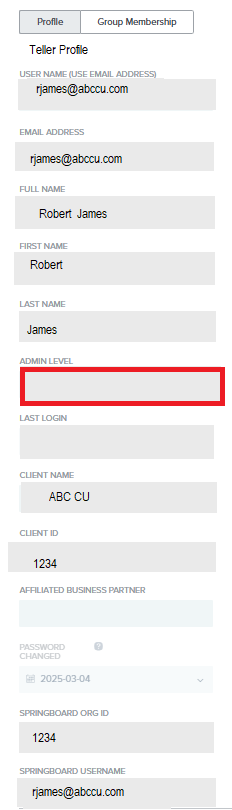 Profile Group Membership
Teller Profile
USER NAME (USE EMAIL ADDRESS)
rjames@abccu.com
EMAIL ADDRESS
rjames@abccu.com
FULL NAME
Robert James
FIRST NAME
Robert
LAST NAME
James
ADMIN LEVEL
LAST LOGIN
CLIENT NAME
ABC CU
CLIENT ID
1234
AFFILIATED BUSINESS PARTNER
PASSWORD ?
CHANGED
2025-03-04
SPRINGBOARD ORG ID
1234
SPRINGBOARD USERNAME
rjames@abccu.com